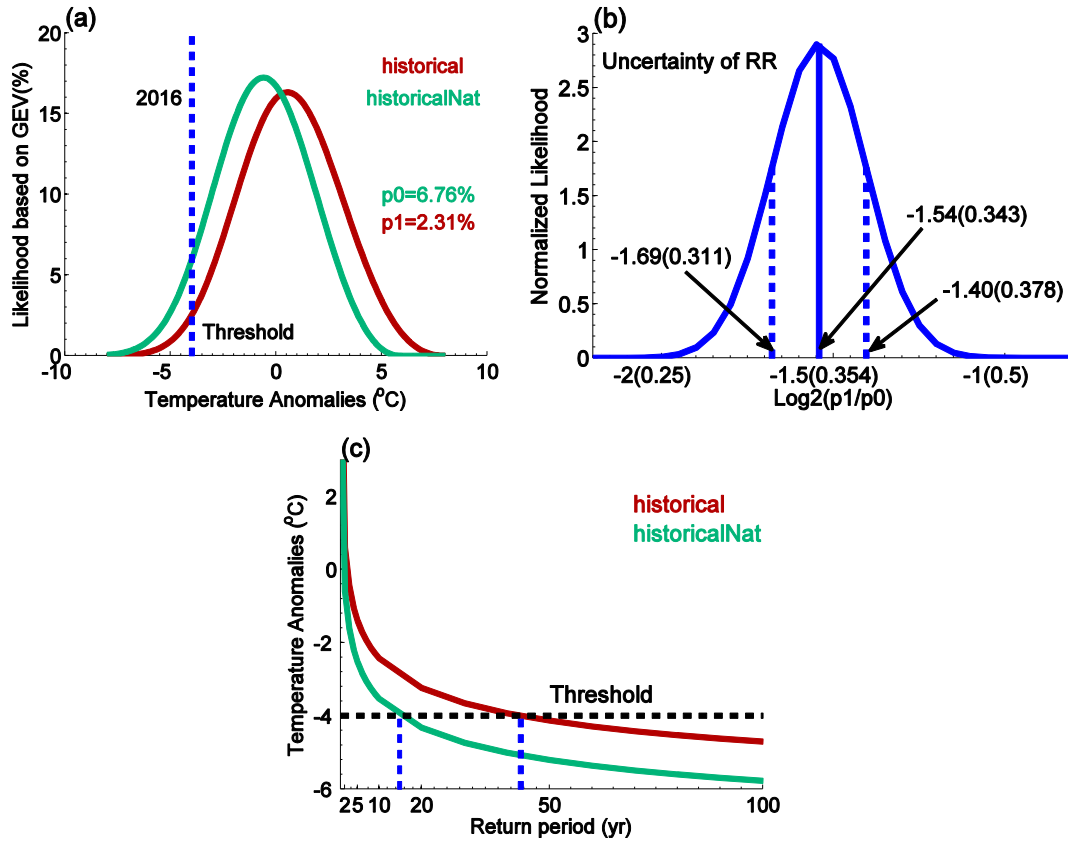 (a)
20
15
10
5
0
Likelihood based on GEV(%)
2016
historical
historicalNat
p0=6.76%
p1=2.31%
Threshold
-10
-5
0
5
10
Temperature Anomalies (⁰C)
(b)
3
2.5
2
1.5
1
0.5
0
Normalized Likelihood
Uncertainty of RR
-1.54(0.343)
-1.69(0.311)
-1.40(0.378)
-2(0.25)
-1.5(0.354)
-1(0.5)
Log2(p1/p0)
(c)
2
0
-2
-4
-6
Temperature Anomalies (⁰C)
historical
historicalNat
Threshold
2
5
10
20
50
100
Return period (yr)